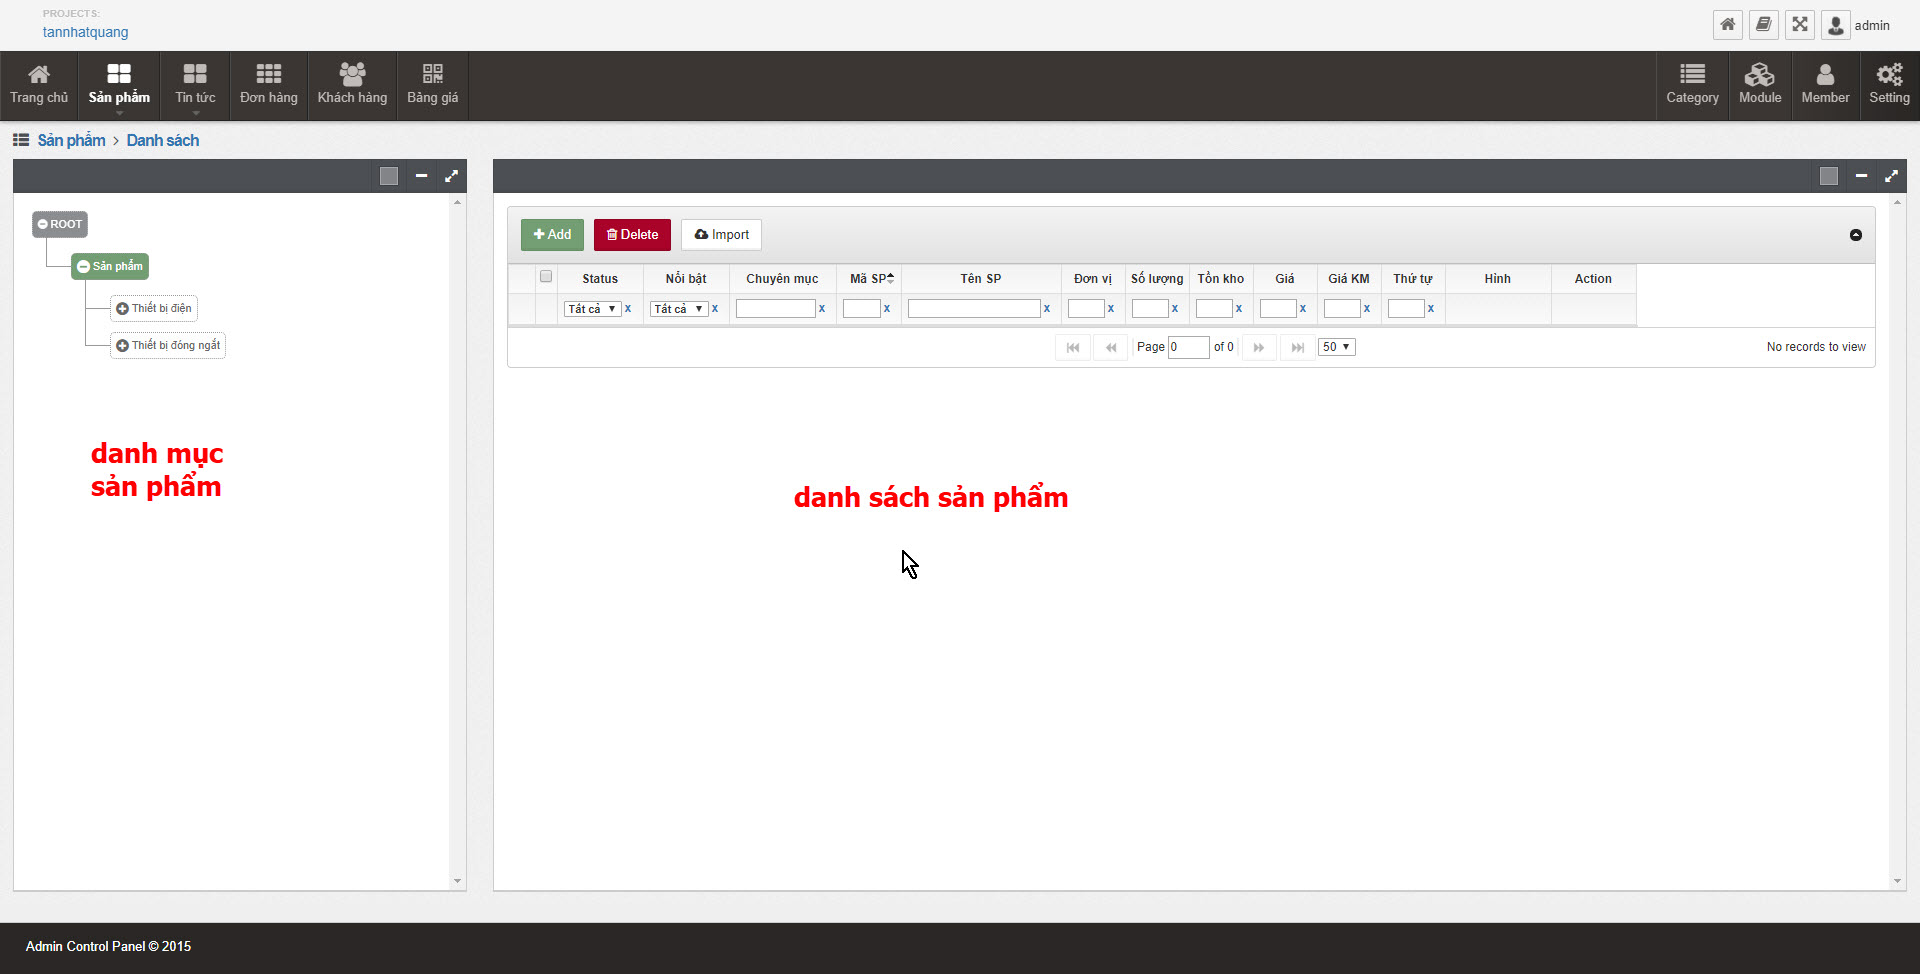 PROJECTS:
tannhatquang
admin
Trang chủ
Sản phẩm
Tin tức
Đơn hàng
Khách hàng
Bảng giá
Category
Module
Member
Setting
Sản phẩm > Danh sách
ROOT
Sản phẩm
Thiết bị điện
Thiết bị đóng ngắt
danh mục
sản phẩm
Add Delete Import
Status Nổi bật Chuyên mục Mã SP Tên SP Đơn vị Số lượng Tồn kho Giá Giá KM Thứ tự Hình Action
Tất cả x Tất cả x x x x x x x x x x
Page 0 of 0 50 No records to view
danh sách sản phẩm
Admin Control Panel © 2015